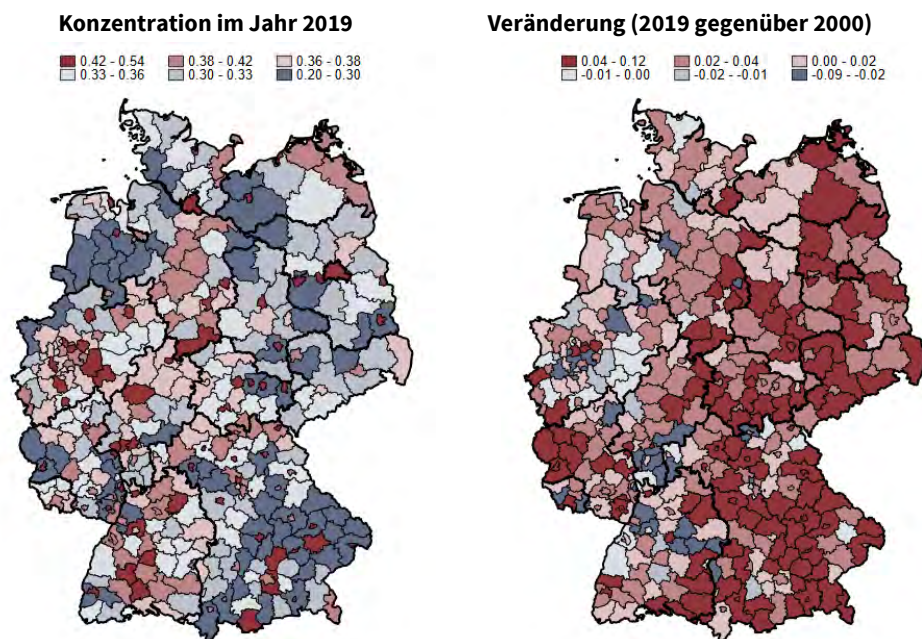 Konzentration im Jahr 2019
0.42 - 0.54 0.38 - 0.42 0.36 - 0.38
0.33 - 0.36 0.30 - 0.33 0.20 - 0.30
Veränderung (2019 gegenüber 2000)
0.04 - 0.12 0.02 - 0.04 0.00 - 0.02
-0.01 - 0.00 -0.02 - -0.01 -0.09 - -0.02